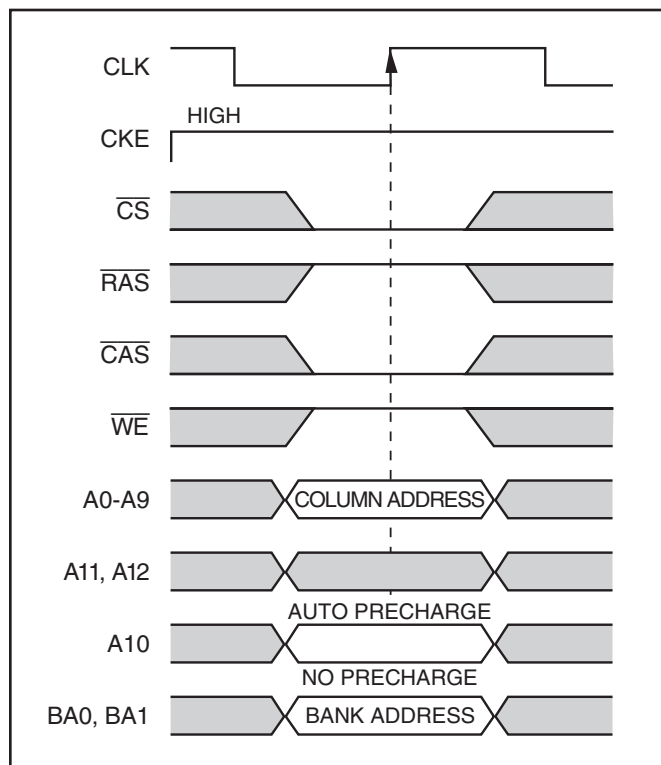 CLK
HIGH
CKE
CS
RAS
CAS
WE
A0-A9 COLUMN ADDRESS
A11, A12
AUTO PRECHARGE
A10
NO PRECHARGE
BA0, BA1 BANK ADDRESS